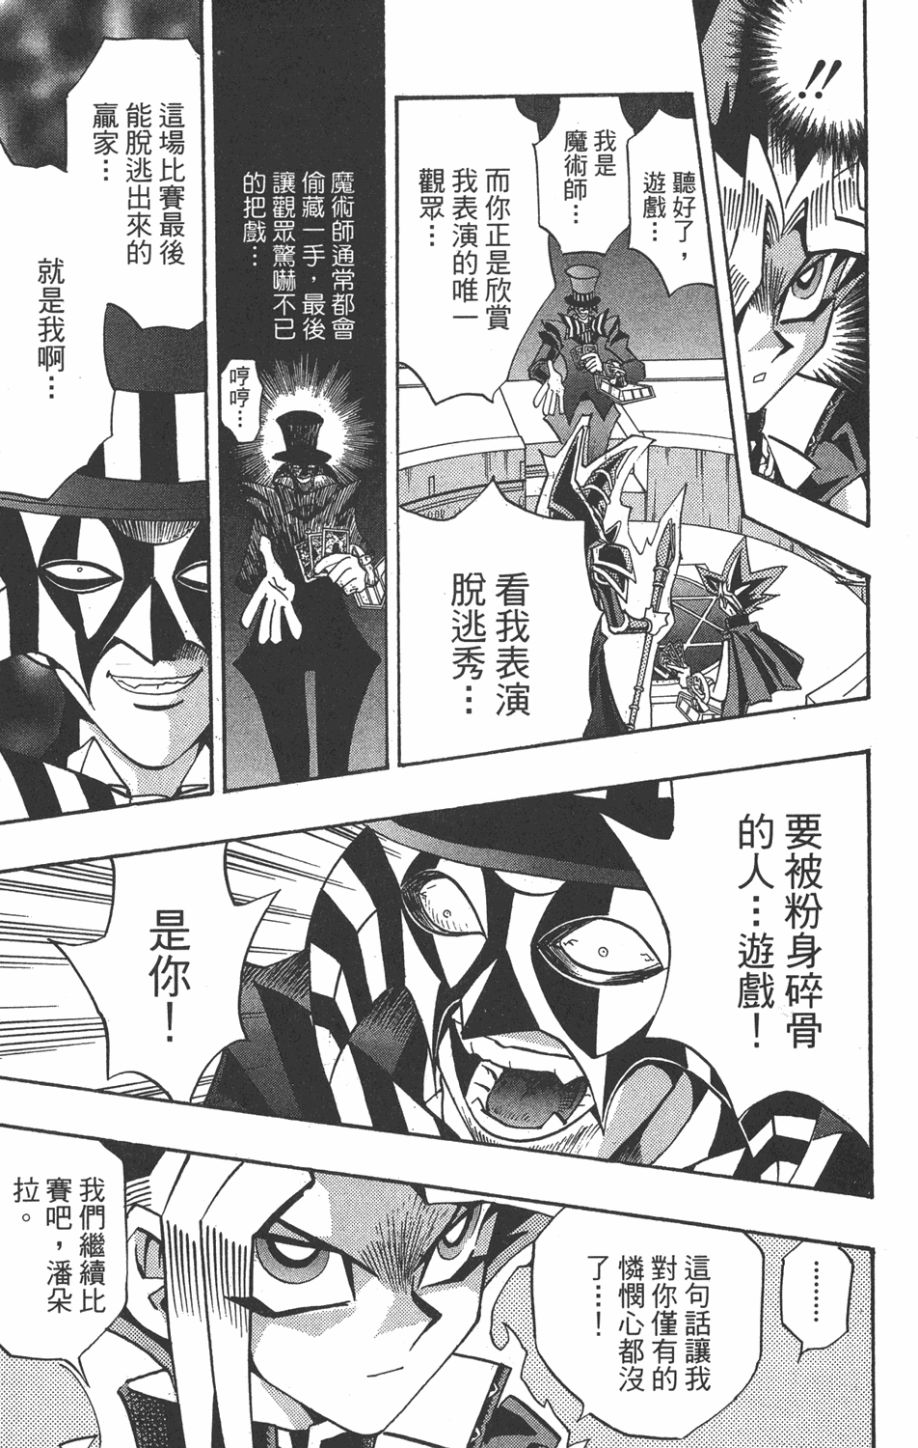 !!
聽好了，
遊戲…
我是
魔術師…
而你正是欣賞
我表演的唯一
觀眾…
看我表演
脫逃秀…
魔術師通常都會
偷藏一手，最後
讓觀眾驚嚇不已
的把戲…
哼哼…
這場比賽最後
能脫逃出來的
贏家…
就是我啊…
要被粉身碎骨
的人…遊戲！
是你！
………
這句話讓我
對你僅有的
憐憫心都沒
了…！
我們繼續比
賽吧，潘朵
拉。